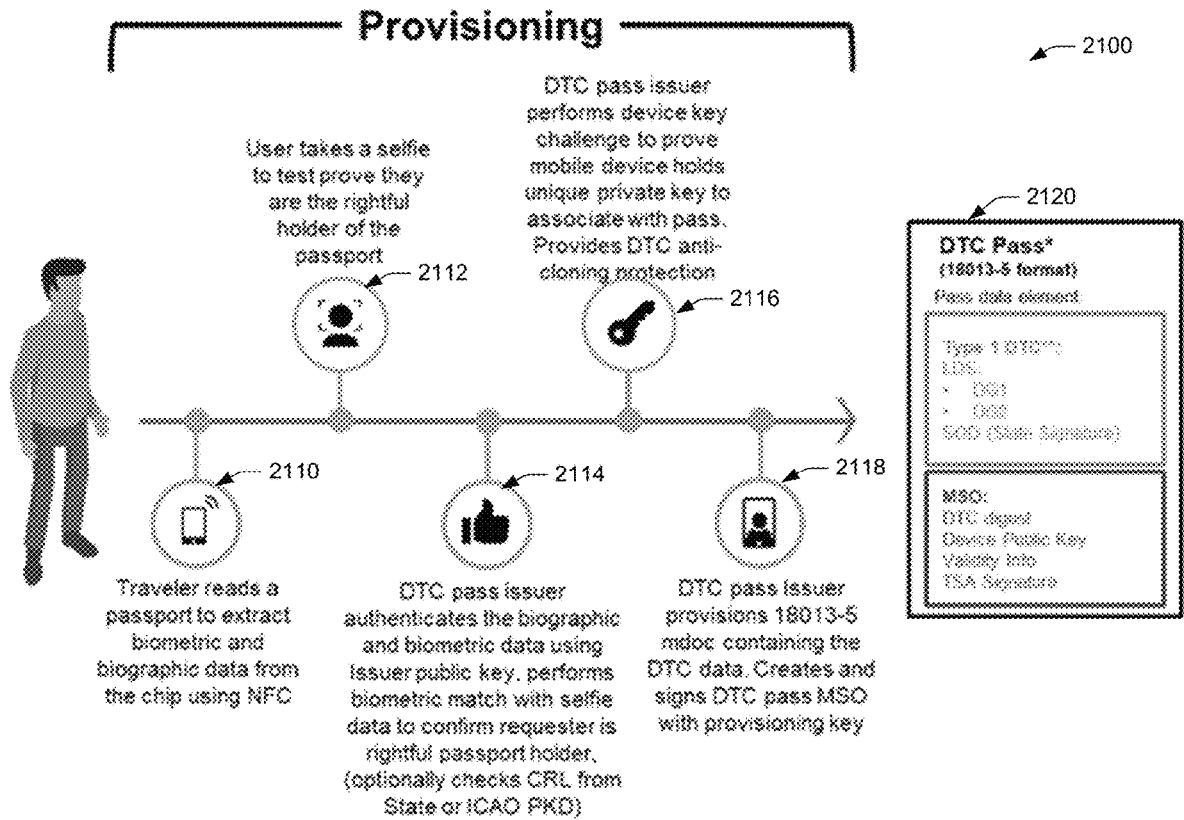 Provisioning
2100
DTC pass issuer
performs device key
challenge to prove
mobile device holds
unique private key to
associate with pass.
Provides DTC anti-
cloning protection
User takes a selfie
to test prove they
are the rightful
holder of the
passport
2112
2116
2110
2114
2118
Traveler reads a
passport to extract
biometric and
biographic data from
the chip using NFC
DTC pass issuer
authenticates the biographic
and biometric data using
Issuer public key, performs
biometric match with selfie
data to confirm requester is
rightful passport holder,
(optionally checks CRL from
State or ICAO PKD)
DTC pass Issuer
provisions 18013-5
mdoc containing the
DTC data. Creates and
signs DTC pass MSO
with provisioning key
2120
DTC Pass*
(18013-5 format)
Pass data element:
Type 1 DTC**:
LDS:
• DG1
• DG2
SOD (State Signature)
MSO:
DTC digest
Device Public Key
Validity Info
TSA Signature